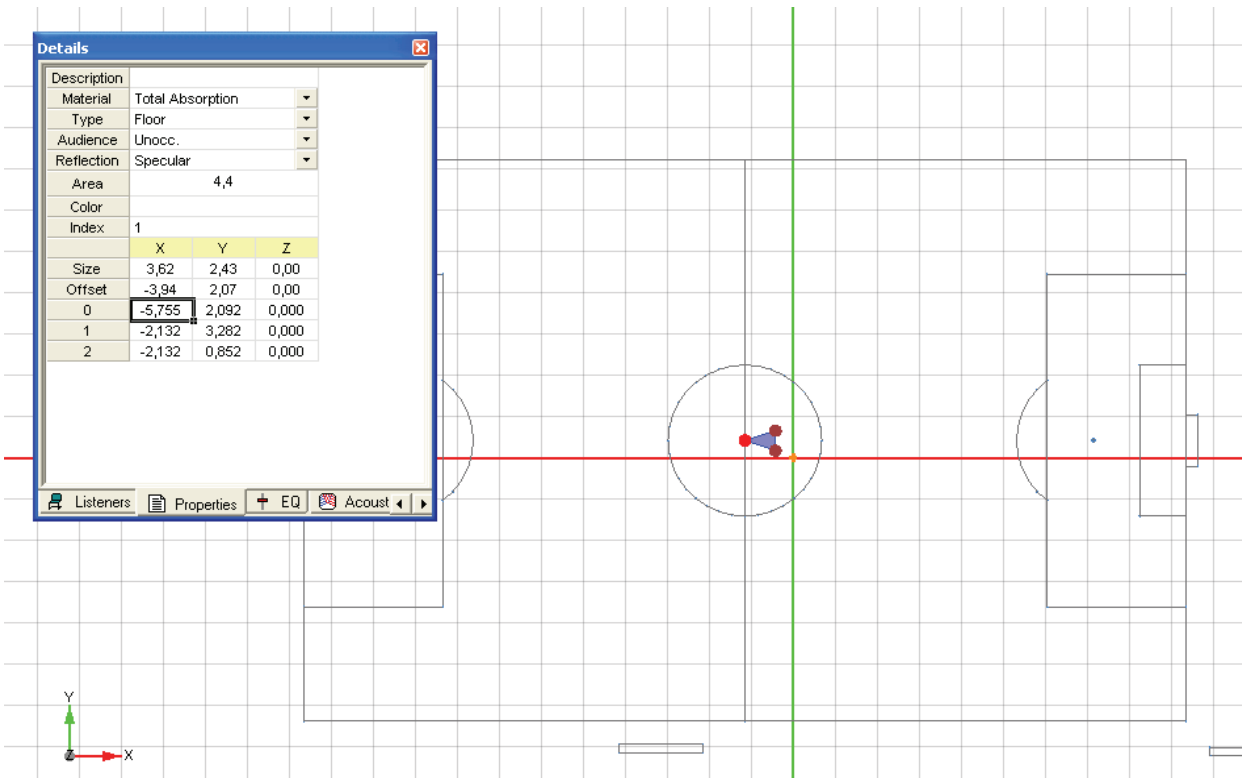 Details
Description
Material Total Absorption
Type Floor
Audience Unocc.
Reflection Specular
Area 4,4
Color
Index 1
X Y Z
Size 3,62 2,43 0,00
Offset -3,94 2,07 0,00
0 -5,755 2,092 0,000
1 -2,132 3,282 0,000
2 -2,132 0,852 0,000
Listeners Properties EQ Acoust
Y
Z X